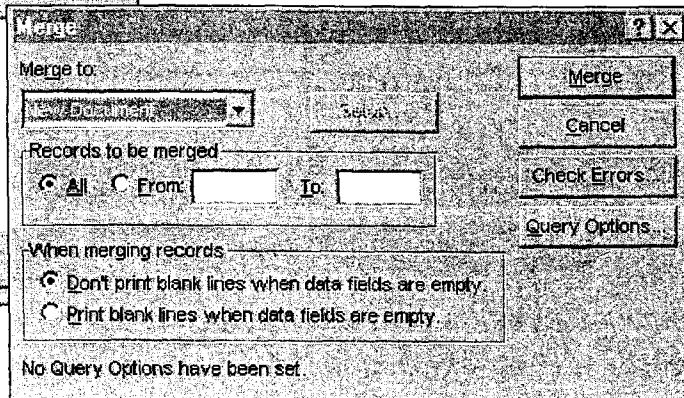 Merge
Merge to:
New Document
Setup...
Merge
Cancel
Check Errors...
Query Options...
Records to be merged
All From: To:
When merging records
Don't print blank lines when data fields are empty.
Print blank lines when data fields are empty.
No Query Options have been set.